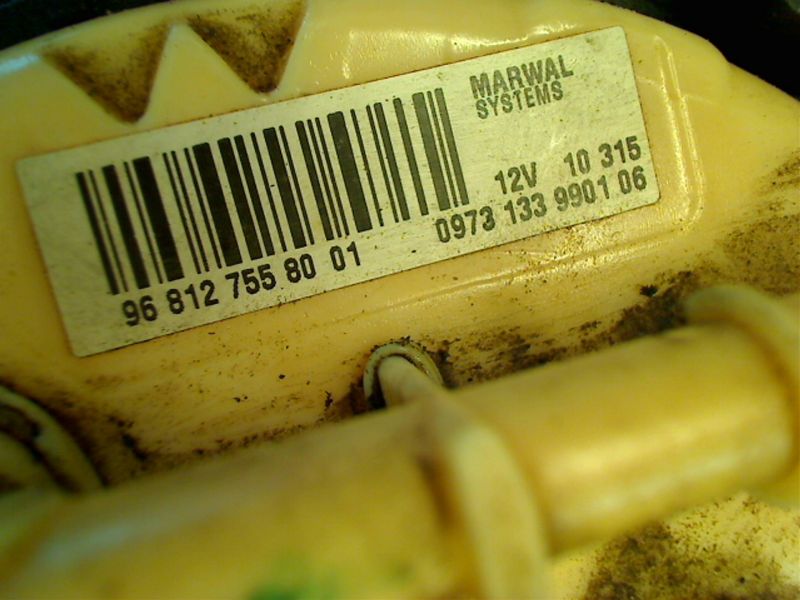 MARWAL
SYSTEMS
12V 10 315
0973 133 9901 06
96 812 755 80 01